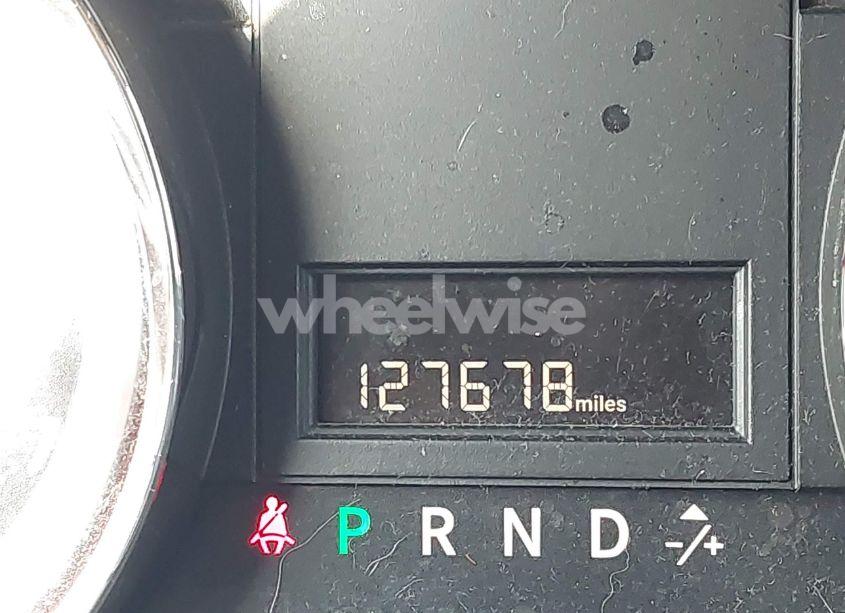 wheelwise
127678miles
P R N D -/+